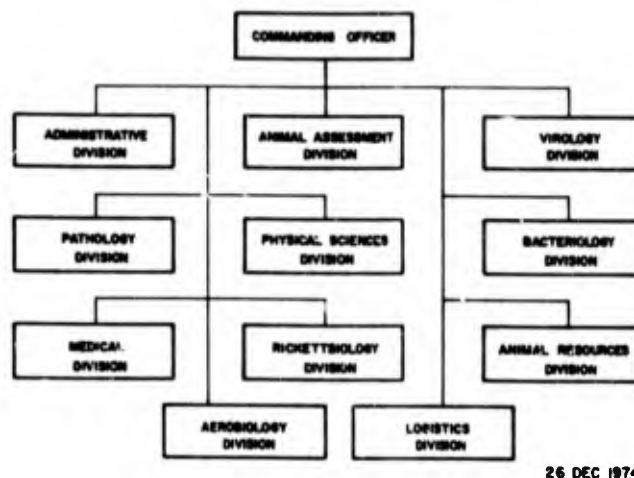 COMMANDING OFFICER
ADMINISTRATIVE
DIVISION
ANIMAL ASSESSMENT
DIVISION
VIROLOGY
DIVISION
PATHOLOGY
DIVISION
PHYSICAL SCIENCES
DIVISION
BACTERIOLOGY
DIVISION
MEDICAL
DIVISION
RICKETTSIOLOGY
DIVISION
ANIMAL RESOURCES
DIVISION
AEROBIOLOGY
DIVISION
LOGISTICS
DIVISION
26 DEC 1974